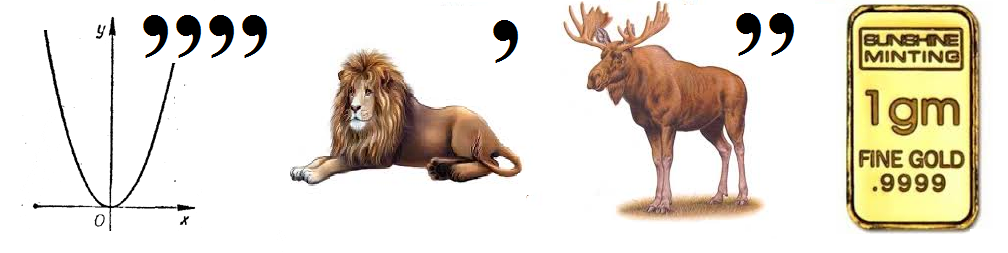 y ,,,,
O x
,
,,
SUNSHINE
MINTING
1gm
FINE GOLD
.9999